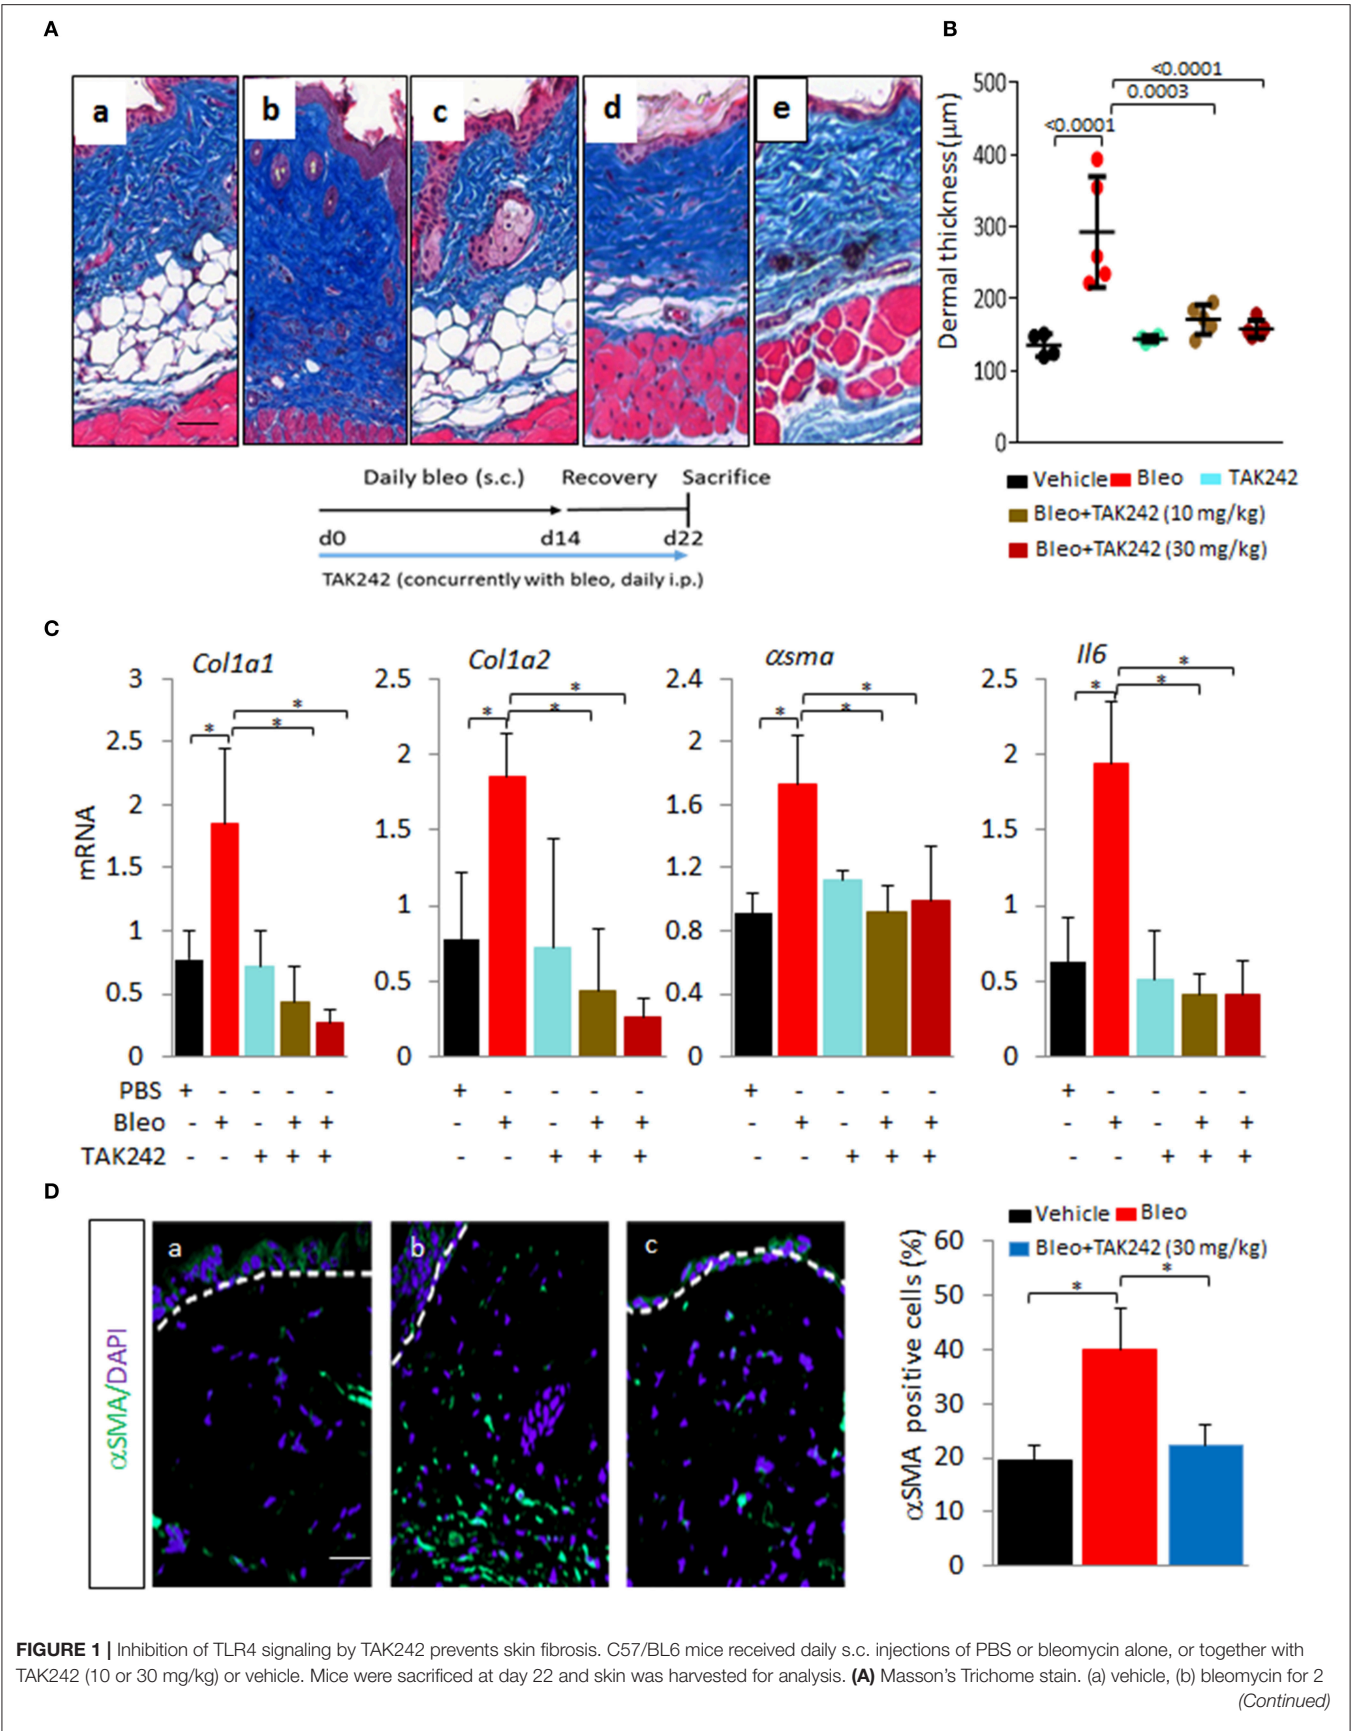 A
B
a
b
c
d
e
Daily bleo (s.c.)
Recovery
Sacrifice
d0
d14
d22
TAK242 (concurrently with bleo, daily i.p.)
Dermal thickness (μm)
500
400
300
200
100
0
<0.0001
0.0003
<0.0001
Vehicle
Bleo
TAK242
Bleo+TAK242 (10 mg/kg)
Bleo+TAK242 (30 mg/kg)
C
mRNA
Col1a1
3
2.5
2
1.5
1
0.5
0
* * *
Col1a2
2.5
2
1.5
1
0.5
0
* * *
αsma
2.4
2
1.6
1.2
0.8
0.4
0
* * *
Il6
2.5
2
1.5
1
0.5
0
* * *
PBS + - - - - + - - - - + - - - - + - - - -
Bleo - + - + + - + - + + - + - + + - + - + +
TAK242 - - + + + - - + + + - - + + + - - + + +
D
αSMA/DAPI
a
b
c
Vehicle
Bleo
Bleo+TAK242 (30 mg/kg)
αSMA positive cells (%)
60
50
40
30
20
10
0
* *
FIGURE 1 | Inhibition of TLR4 signaling by TAK242 prevents skin fibrosis. C57/BL6 mice received daily s.c. injections of PBS or bleomycin alone, or together with
TAK242 (10 or 30 mg/kg) or vehicle. Mice were sacrificed at day 22 and skin was harvested for analysis. (A) Masson's Trichome stain. (a) vehicle, (b) bleomycin for 2
(Continued)